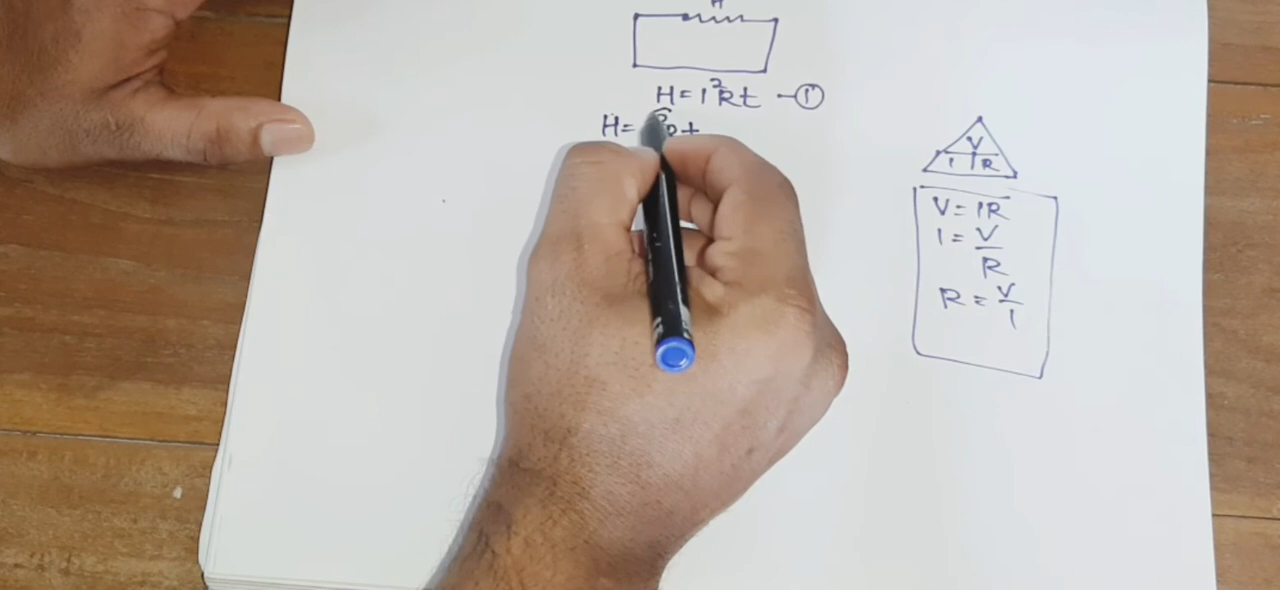 H
H = I²Rt —①
H =
V
I R
V = IR
I = V/R
R = V/I